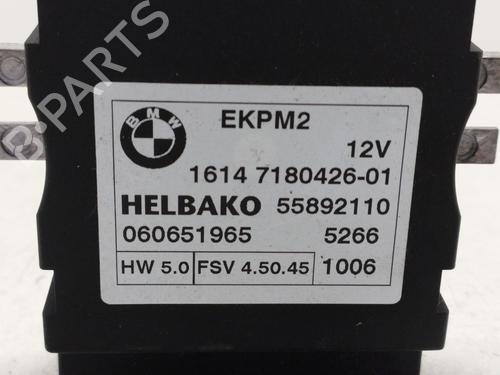 B-PARTS
BMW
EKPM2
12V
1614 7180426-01
HELBAKO 55892110
060651965 5266
HW 5.0 FSV 4.50.45 1006